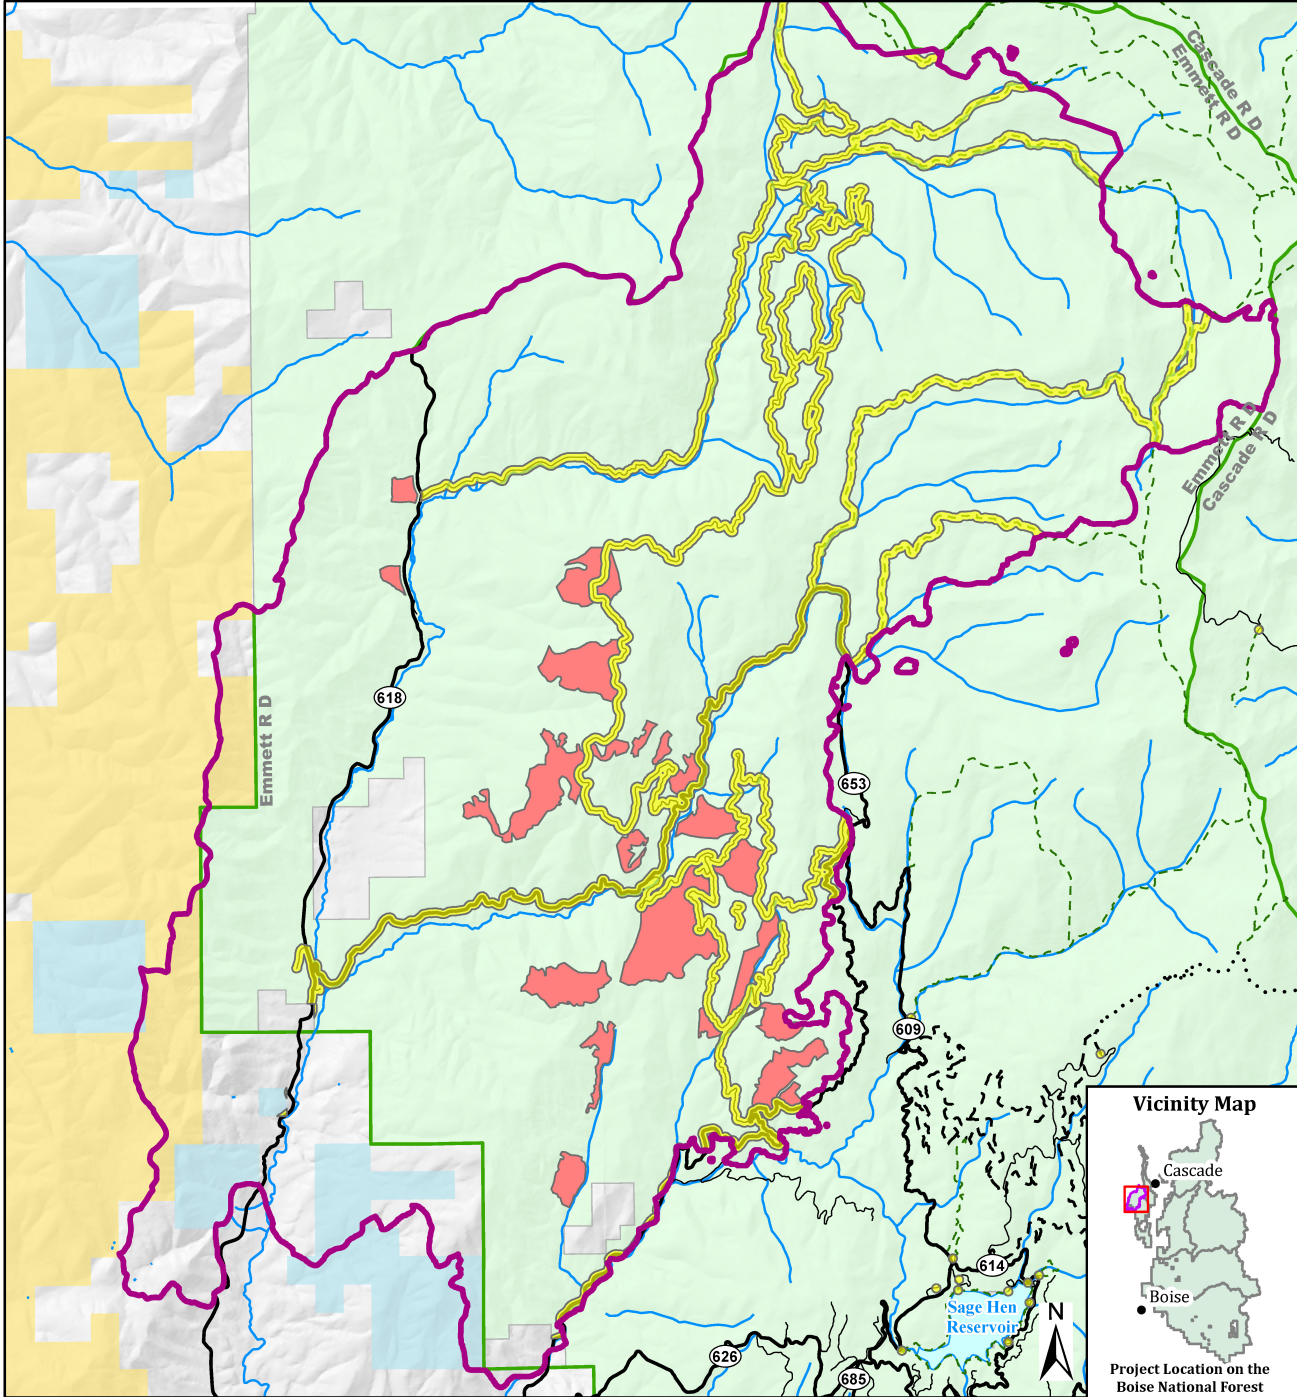 Cascade R D
Emmett R D
Emmett R D
Cascade R D
Emmett R D
618
653
609
614
Sage Hen
Reservoir
N
626
685
Vicinity Map
Cascade
Boise
Project Location on the
Boise National Forest